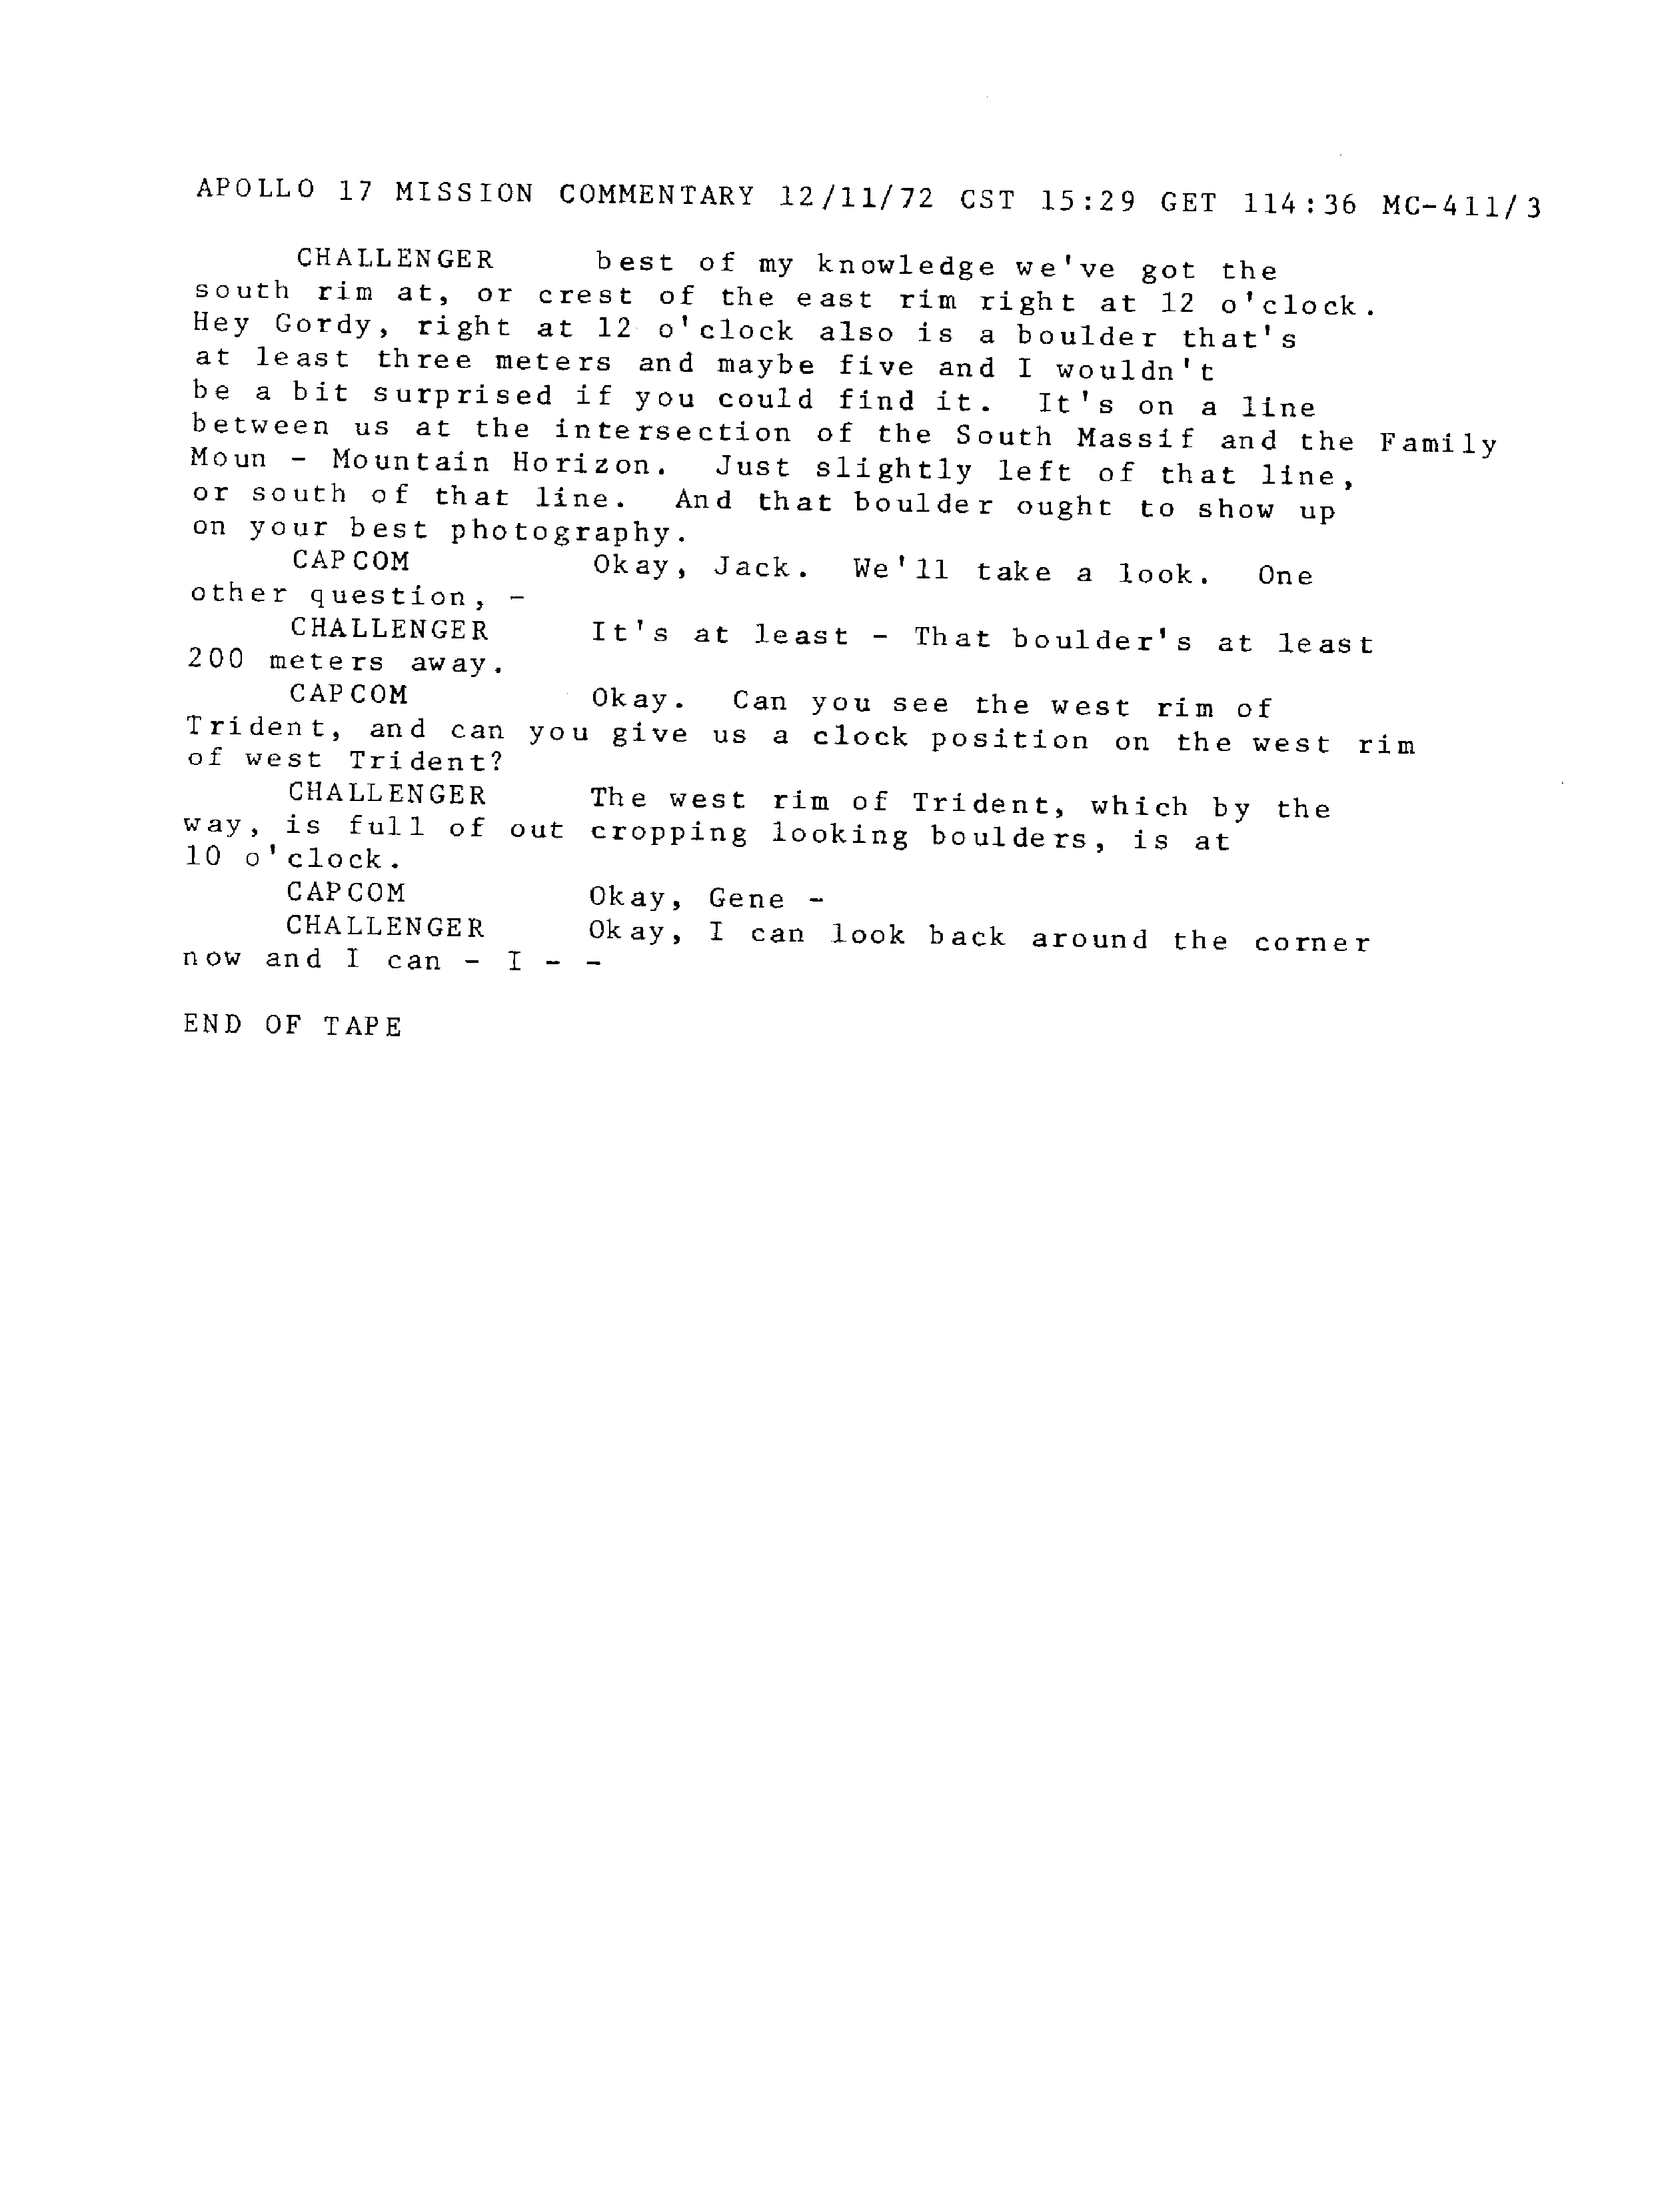 APOLLO 17 MISSION COMMENTARY 12/11/72 CST 15:29 GET 114:36 MC-411/3
CHALLENGER best of my knowledge we've got the
south rim at, or crest of the east rim right at 12 o'clock.
Hey Gordy, right at 12 o'clock also is a boulder that's
at least three meters and maybe five and I wouldn't
be a bit surprised if you could find it. It's on a line
between us at the intersection of the South Massif and the Family
Moun - Mountain Horizon. Just slightly left of that line,
or south of that line. And that boulder ought to show up
on your best photography.
CAPCOM Okay, Jack. We'll take a look. One
other question, -
CHALLENGER It's at least - That boulder's at least
200 meters away.
CAPCOM Okay. Can you see the west rim of
Trident, and can you give us a clock position on the west rim
of west Trident?
CHALLENGER The west rim of Trident, which by the
way, is full of out cropping looking boulders, is at
10 o'clock.
CAPCOM Okay, Gene -
CHALLENGER Okay, I can look back around the corner
now and I can - I - -
END OF TAPE